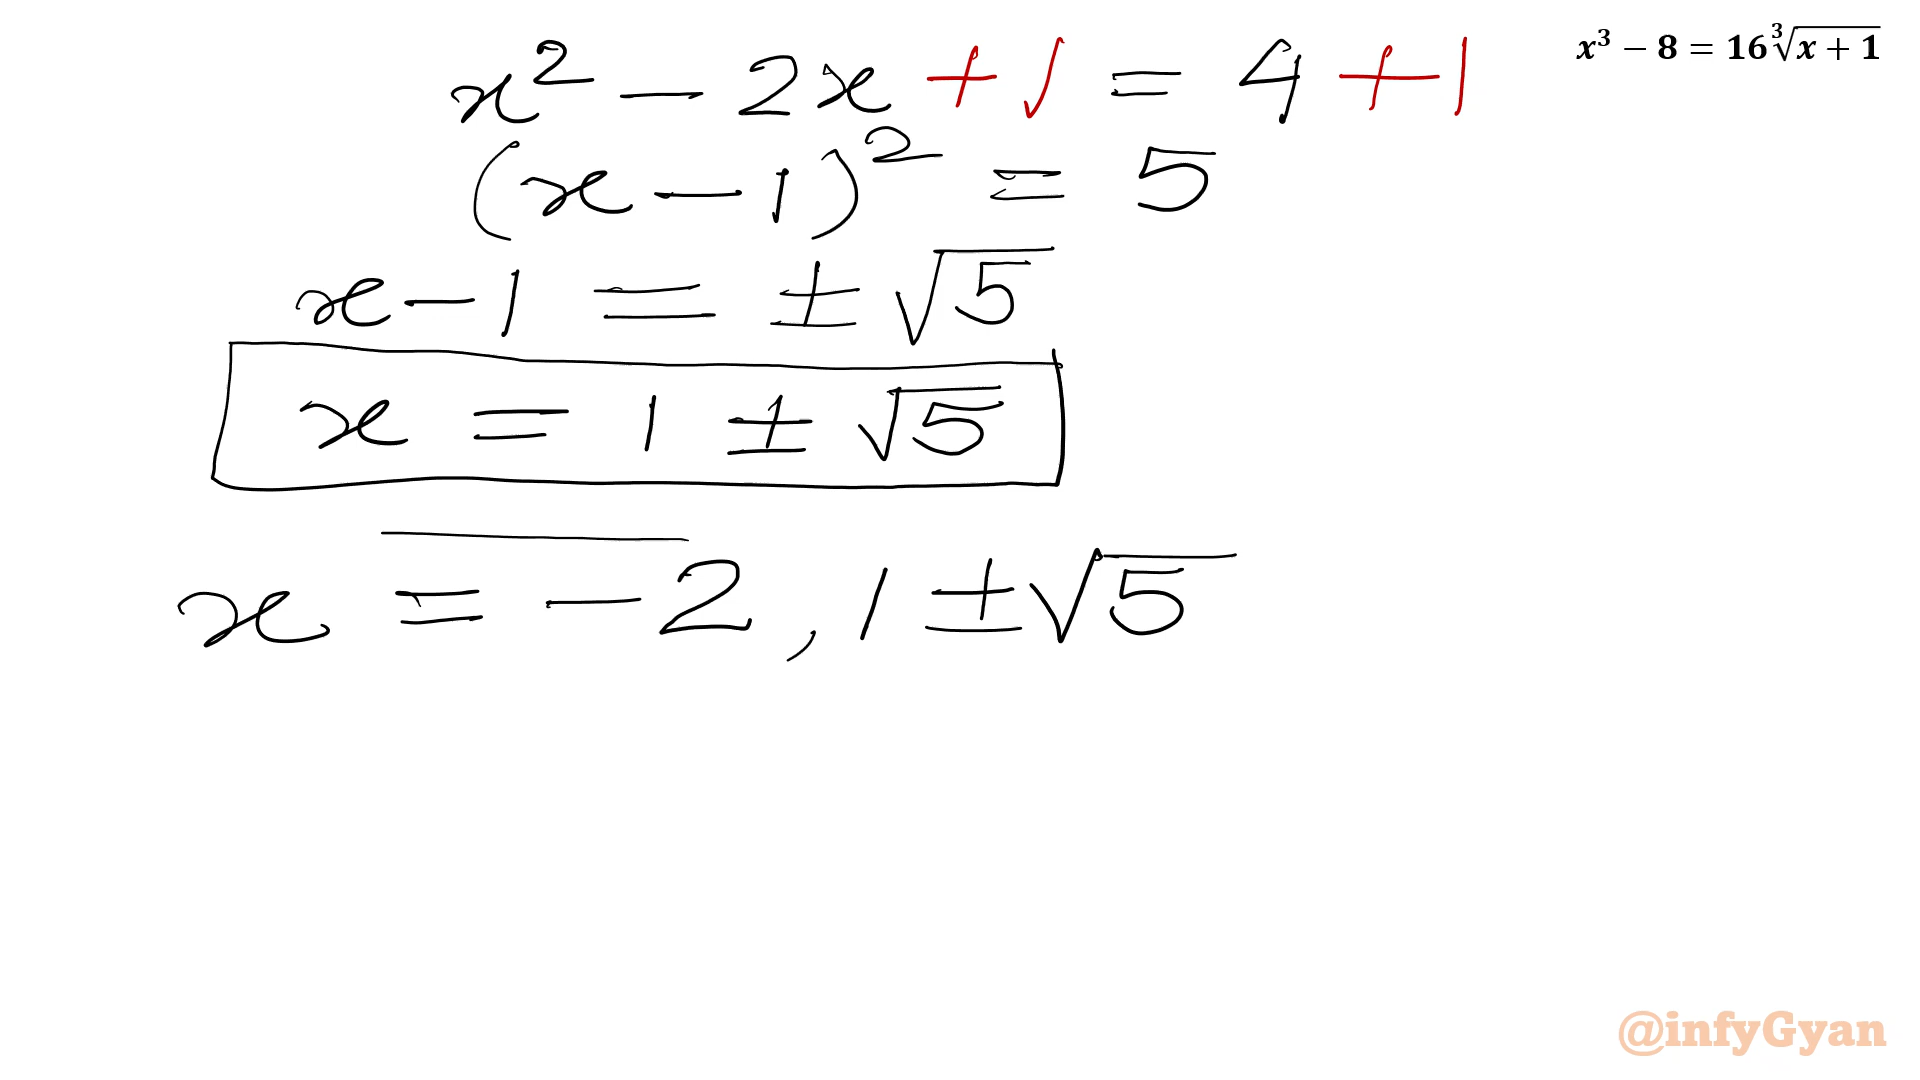 x² − 2x + 1 = 4 + 1
x³ − 8 = 16∛(x + 1)
(x − 1)² = 5
x − 1 = ± √5
x = 1 ± √5
x = −2, 1 ± √5
@infyGyan